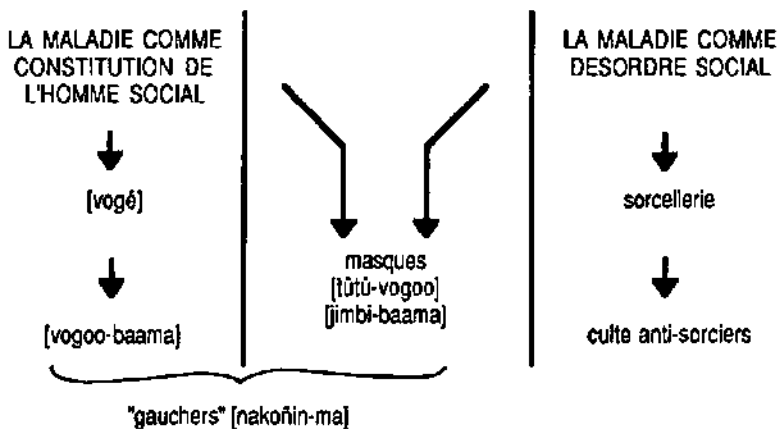 LA MALADIE COMME
CONSTITUTION DE
L'HOMME SOCIAL
[vogé]
[vogoo-baama]
masques
[tûtû-vogoo]
[jimbi-baama]
LA MALADIE COMME
DESORDRE SOCIAL
sorcellerie
culte anti-sorciers
"gauchers" [nakoñin-ma]